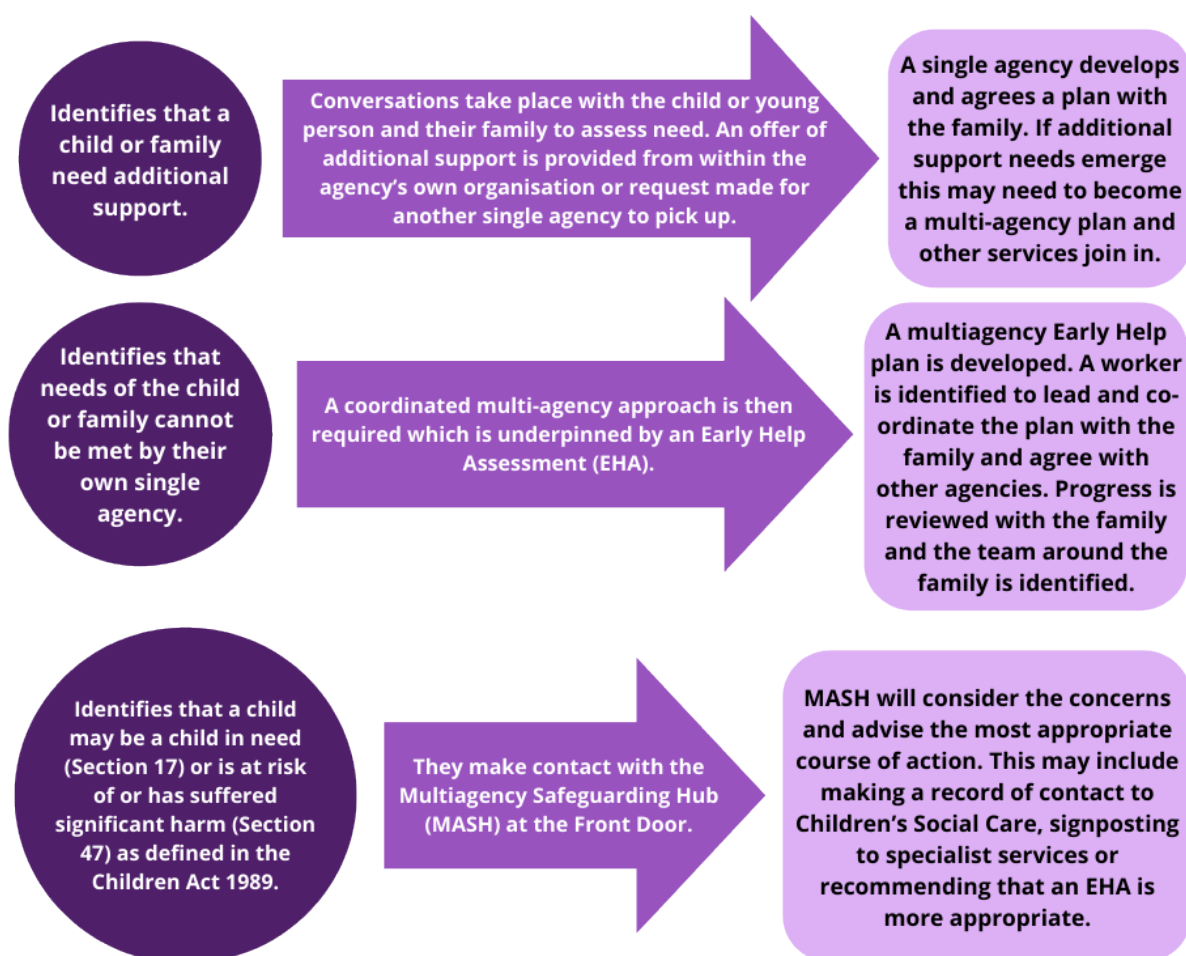 Identifies that a
child or family
need additional
support.
Conversations take place with the child or young
person and their family to assess need. An offer of
additional support is provided from within the
agency’s own organisation or request made for
another single agency to pick up.
A single agency develops
and agrees a plan with
the family. If additional
support needs emerge
this may need to become
a multi-agency plan and
other services join in.
Identifies that
needs of the child
or family cannot
be met by their
own single
agency.
A coordinated multi-agency approach is then
required which is underpinned by an Early Help
Assessment (EHA).
A multiagency Early Help
plan is developed. A worker
is identified to lead and co-
ordinate the plan with the
family and agree with
other agencies. Progress is
reviewed with the family
and the team around the
family is identified.
Identifies that a child
may be a child in need
(Section 17) or is at risk
of or has suffered
significant harm (Section
47) as defined in the
Children Act 1989.
They make contact with the
Multiagency Safeguarding Hub
(MASH) at the Front Door.
MASH will consider the concerns
and advise the most appropriate
course of action. This may include
making a record of contact to
Children’s Social Care, signposting
to specialist services or
recommending that an EHA is
more appropriate.